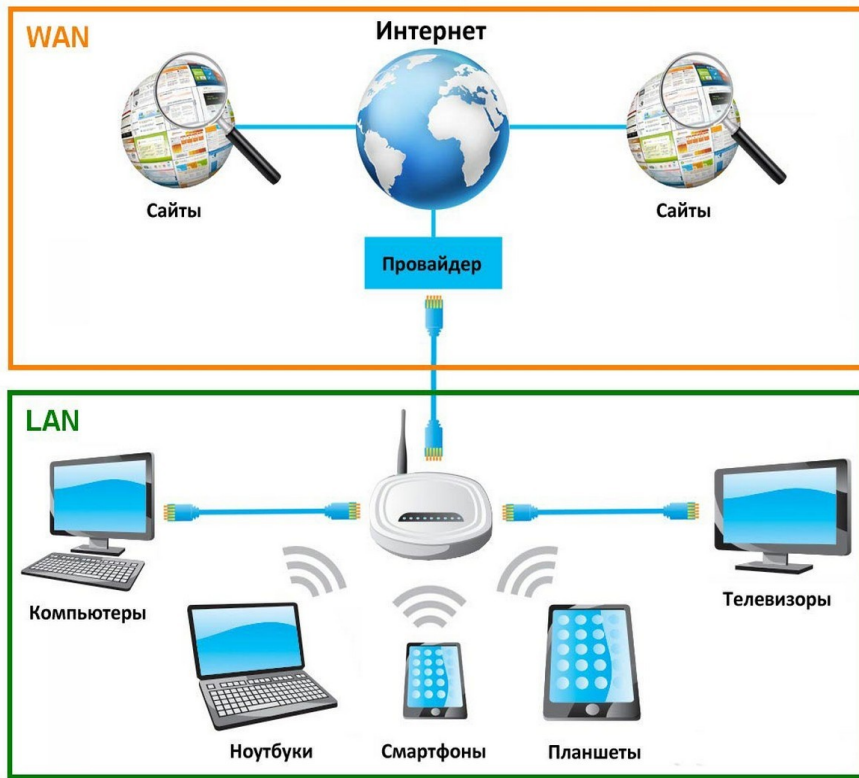 WAN
Интернет
Сайты
Сайты
Провайдер
LAN
Компьютеры
Телевизоры
Ноутбуки
Смартфоны
Планшеты